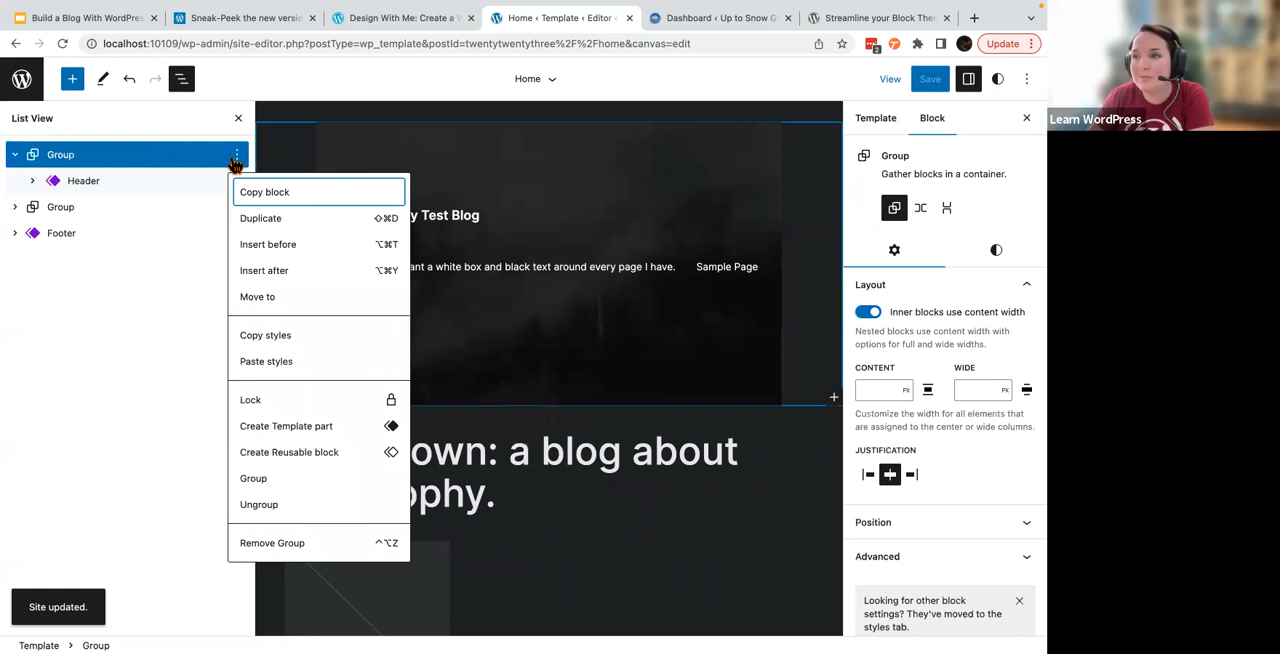 Build a Blog With WordPress
Sneak-Peek the new versi
Design With Me: Create a W
Home ‹ Template ‹ Editor ‹
Dashboard ‹ Up to Snow G
Streamline your Block Ther
localhost:10109/wp-admin/site-editor.php?postType=wp_template&postId=twentytwentythree%2F%2Fhome&canvas=edit
2
Update
Home
View
Save
List View
Group
Header
Group
Footer
Copy block
Duplicate ⇧⌘D
Insert before ⌥⌘T
Insert after ⌥⌘Y
Move to
Copy styles
Paste styles
Lock
Create Template part
Create Reusable block
Group
Ungroup
Remove Group ^⌥Z
y Test Blog
ant a white box and black text around every page I have.
Sample Page
own: a blog about
ophy.
Template
Block
Group
Gather blocks in a container.
Layout
Inner blocks use content width
Nested blocks use content width with
options for full and wide widths.
CONTENT
WIDE
PX
PX
Customize the width for all elements that
are assigned to the center or wide columns.
JUSTIFICATION
Position
Advanced
Looking for other block
settings? They've moved to the
styles tab.
Site updated.
Template > Group
Learn WordPress